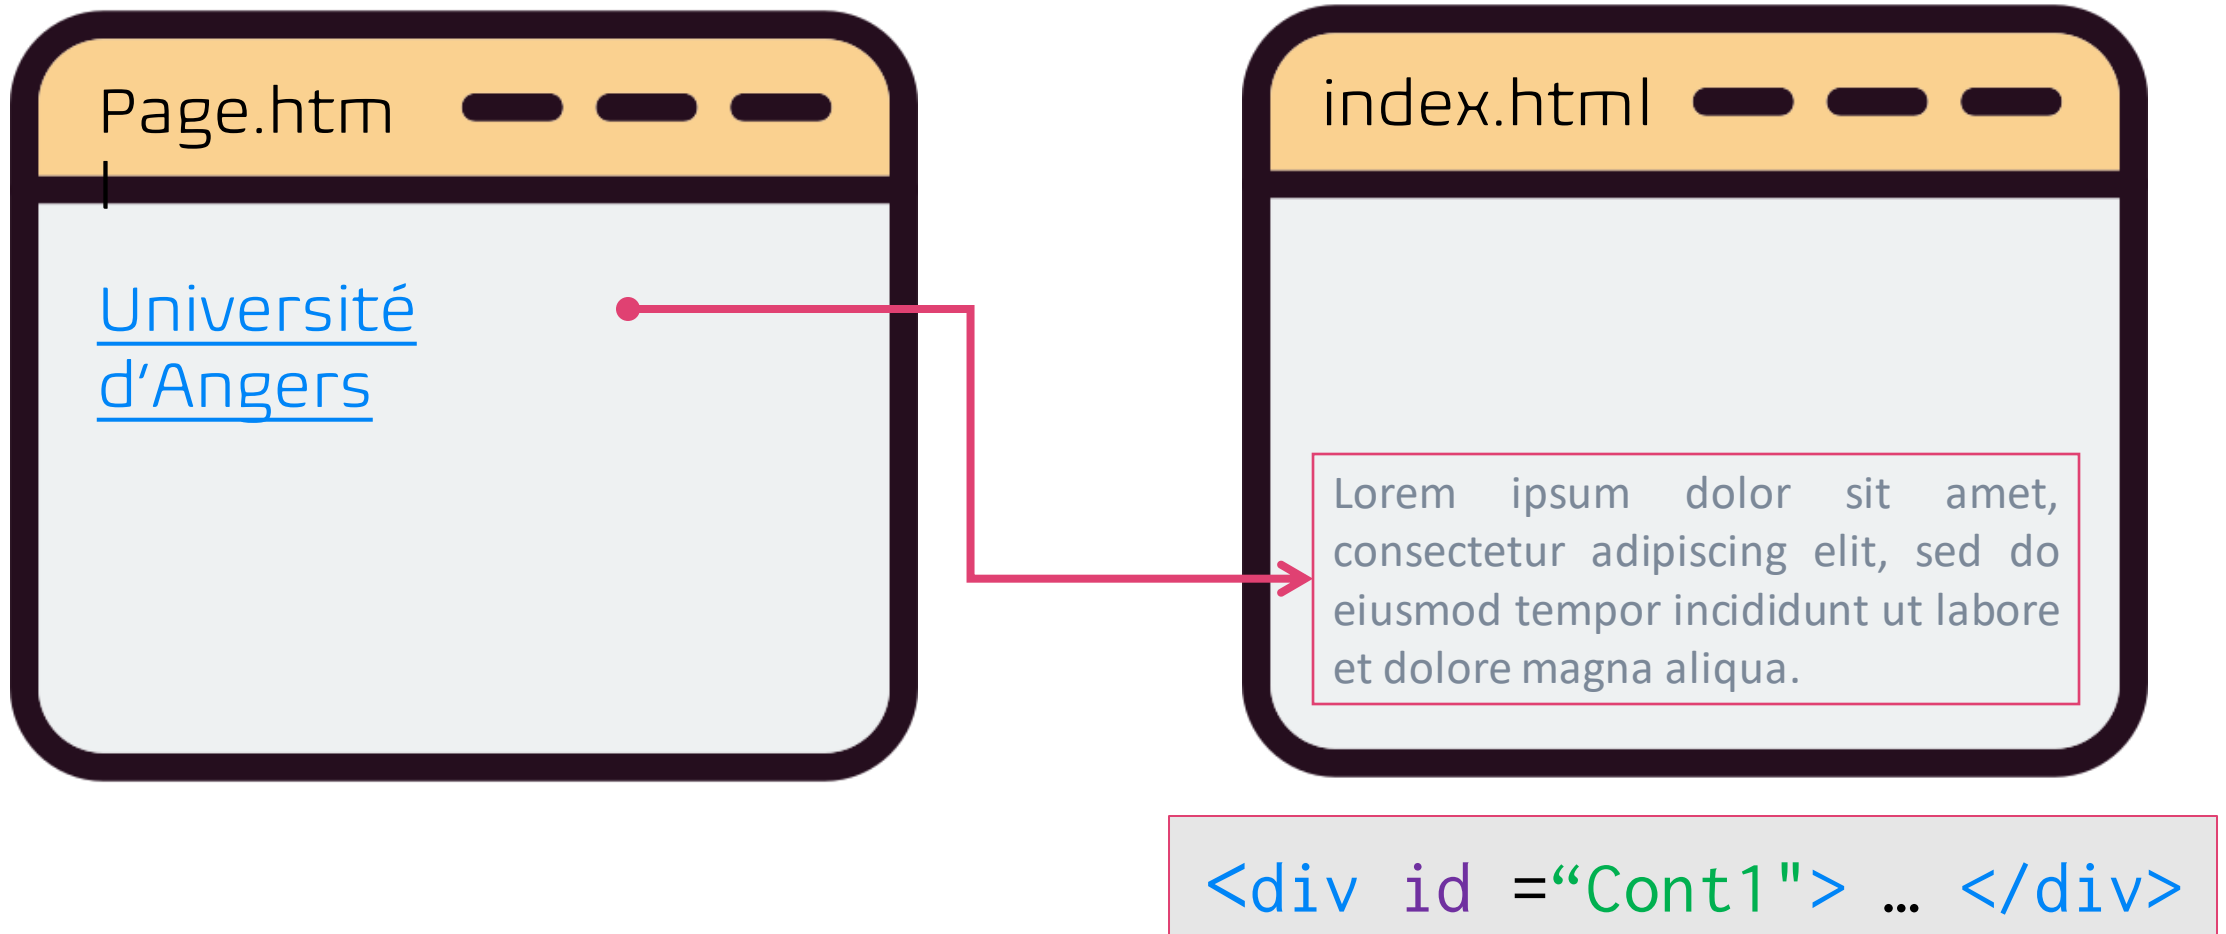 Page.htm
l
Université
d’Angers
index.html
Lorem ipsum dolor sit amet,
consectetur adipiscing elit, sed do
eiusmod tempor incididunt ut labore
et dolore magna aliqua.
<div id =“Cont1"> … </div>